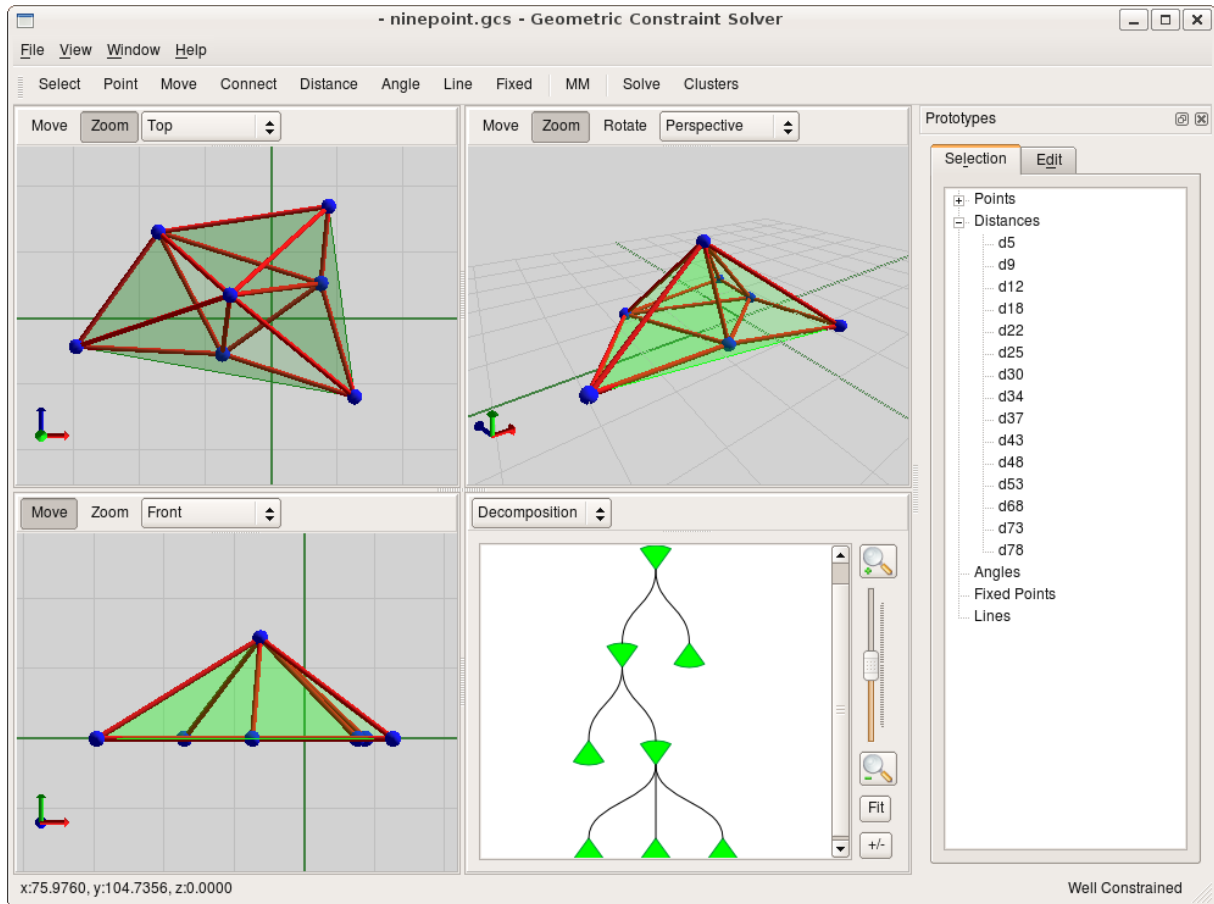 - ninepoint.gcs - Geometric Constraint Solver
File View Window Help
Select Point Move Connect Distance Angle Line Fixed MM Solve Clusters
Move Zoom Top
Move Zoom Rotate Perspective
Prototypes
Selection Edit
Points
Distances
d5
d9
d12
d18
d22
d25
d30
d34
d37
d43
d48
d53
d68
d73
d78
Angles
Fixed Points
Lines
Move Zoom Front
Decomposition
Fit
+/-
x:75.9760, y:104.7356, z:0.0000
Well Constrained